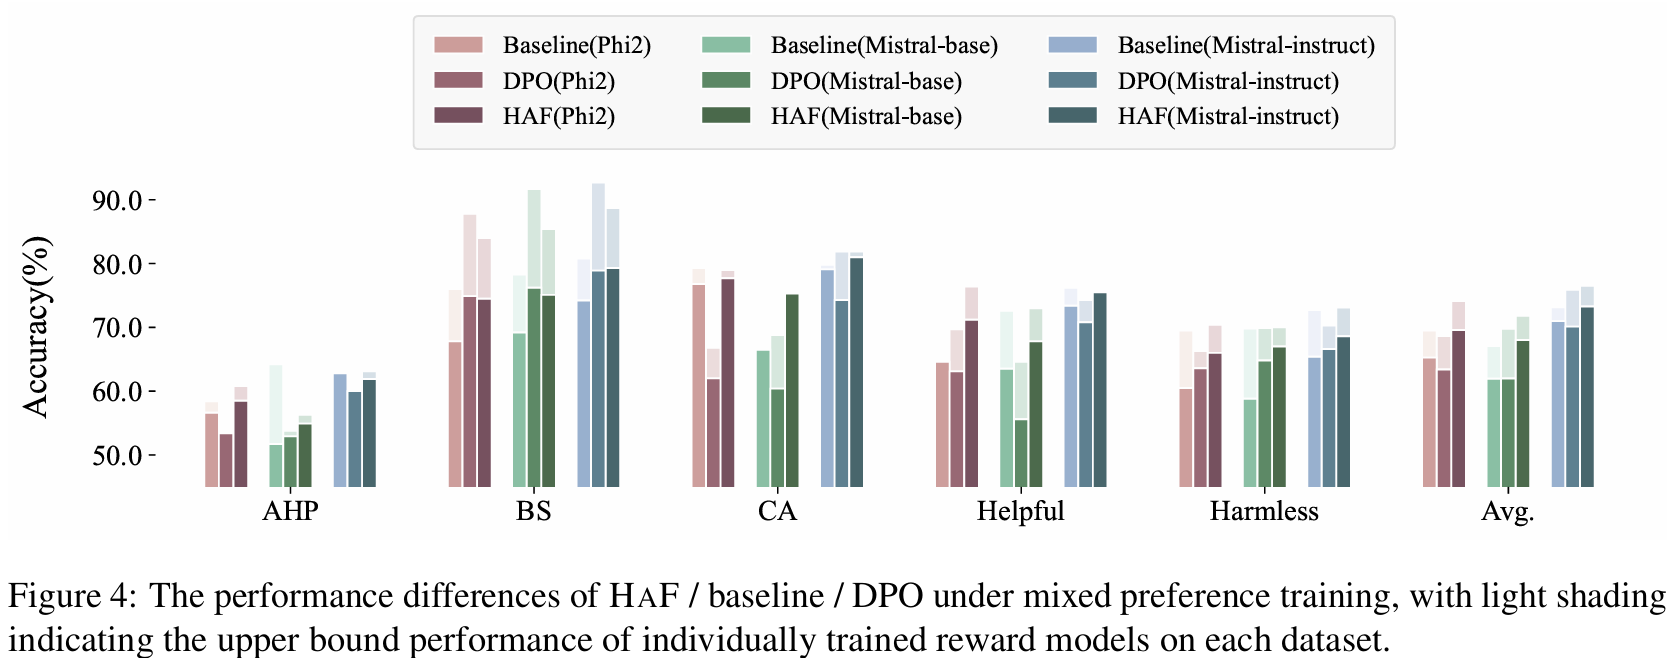 Baseline(Phi2) Baseline(Mistral-base) Baseline(Mistral-instruct)
DPO(Phi2) DPO(Mistral-base) DPO(Mistral-instruct)
HAF(Phi2) HAF(Mistral-base) HAF(Mistral-instruct)
Accuracy(%)
90.0
80.0
70.0
60.0
50.0
AHP BS CA Helpful Harmless Avg.
Figure 4: The performance differences of HAF / baseline / DPO under mixed preference training, with light shading
indicating the upper bound performance of individually trained reward models on each dataset.